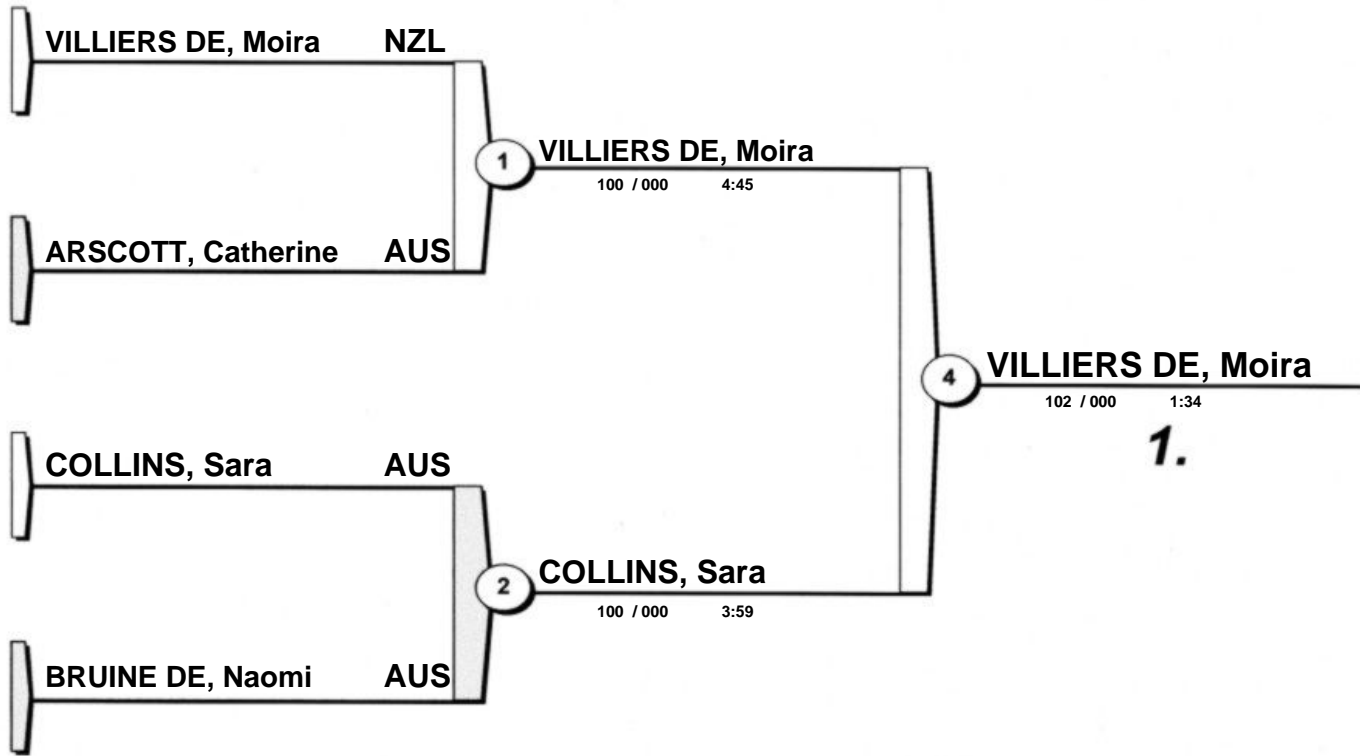 VILLIERS DE, Moira NZL
1 VILLIERS DE, Moira
100 / 000 4:45
ARSCOTT, Catherine AUS
4 VILLIERS DE, Moira
102 / 000 1:34
1.
COLLINS, Sara AUS
2 COLLINS, Sara
100 / 000 3:59
BRUINE DE, Naomi AUS